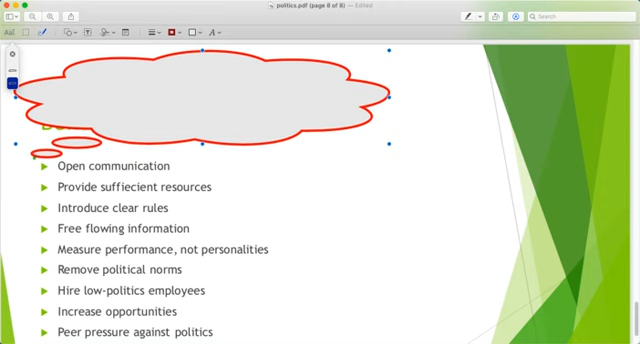 politics.pdf (page 8 of 8) — Edited
Search
Open communication
Provide suffiecient resources
Introduce clear rules
Free flowing information
Measure performance, not personalities
Remove political norms
Hire low-politics employees
Increase opportunities
Peer pressure against politics